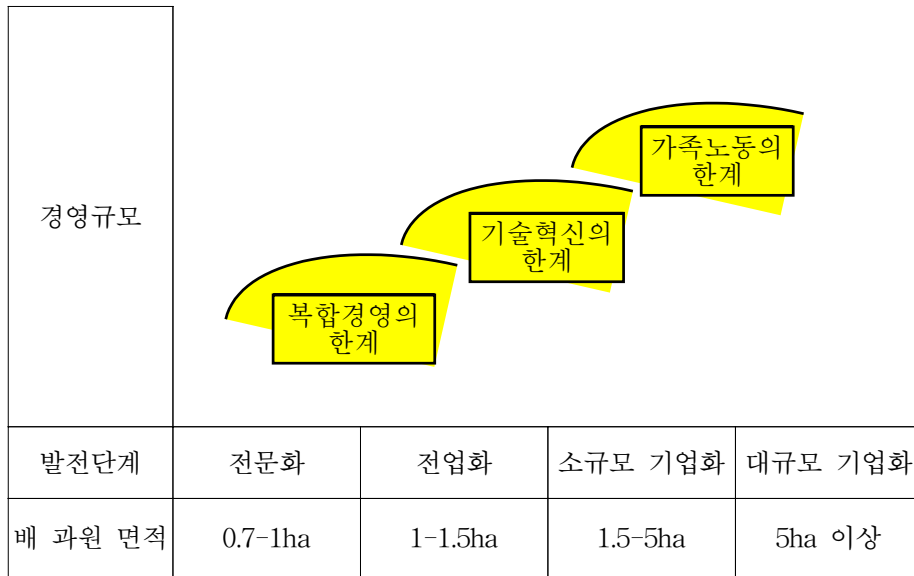 경영규모
가족노동의
한계
기술혁신의
한계
복합경영의
한계
발전단계 전문화 전업화 소규모 기업화 대규모 기업화
배 과원 면적 0.7-1ha 1-1.5ha 1.5-5ha 5ha 이상